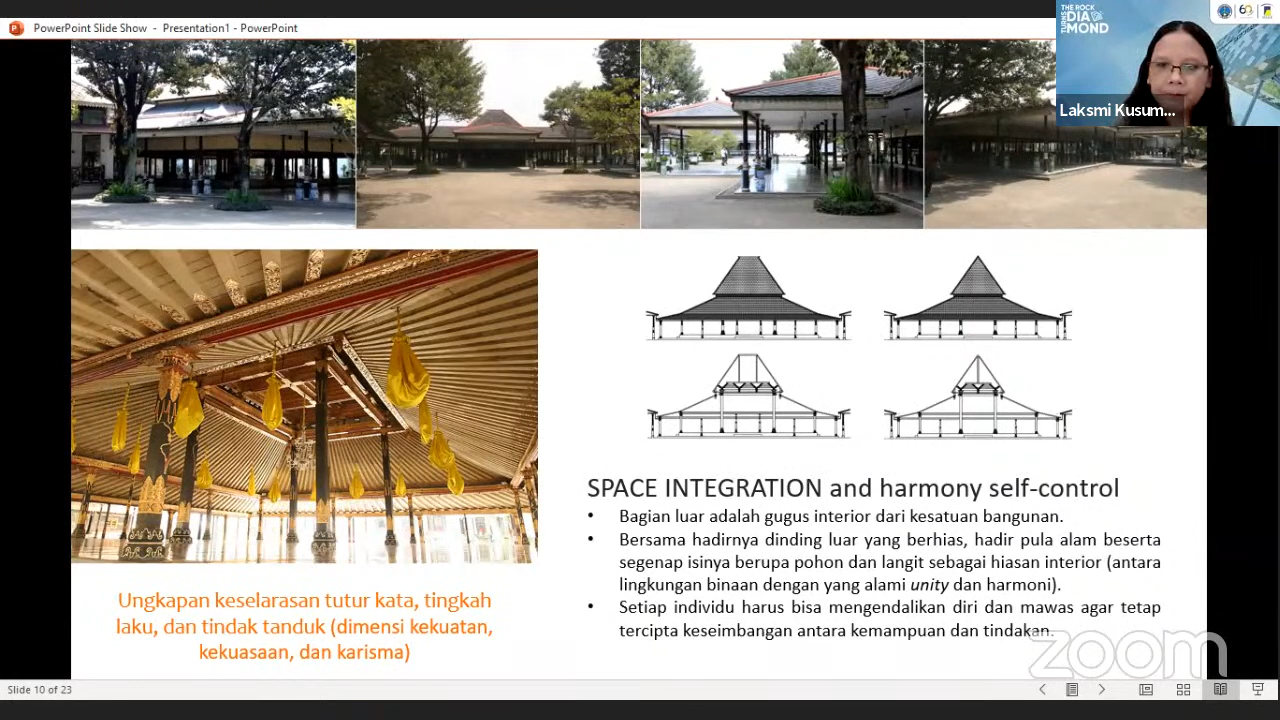 PowerPoint Slide Show - Presentation1 - PowerPoint
THE ROCK
TURNS
DIA
MOND
60
Laksmi Kusum...
SPACE INTEGRATION and harmony self-control
• Bagian luar adalah gugus interior dari kesatuan bangunan.
• Bersama hadirnya dinding luar yang berhias, hadir pula alam beserta
segenap isinya berupa pohon dan langit sebagai hiasan interior (antara
lingkungan binaan dengan yang alami unity dan harmoni).
• Setiap individu harus bisa mengendalikan diri dan mawas agar tetap
tercipta keseimbangan antara kemampuan dan tindakan.
Ungkapan keselarasan tutur kata, tingkah
laku, dan tindak tanduk (dimensi kekuatan,
kekuasaan, dan karisma)
zoom
Slide 10 of 23